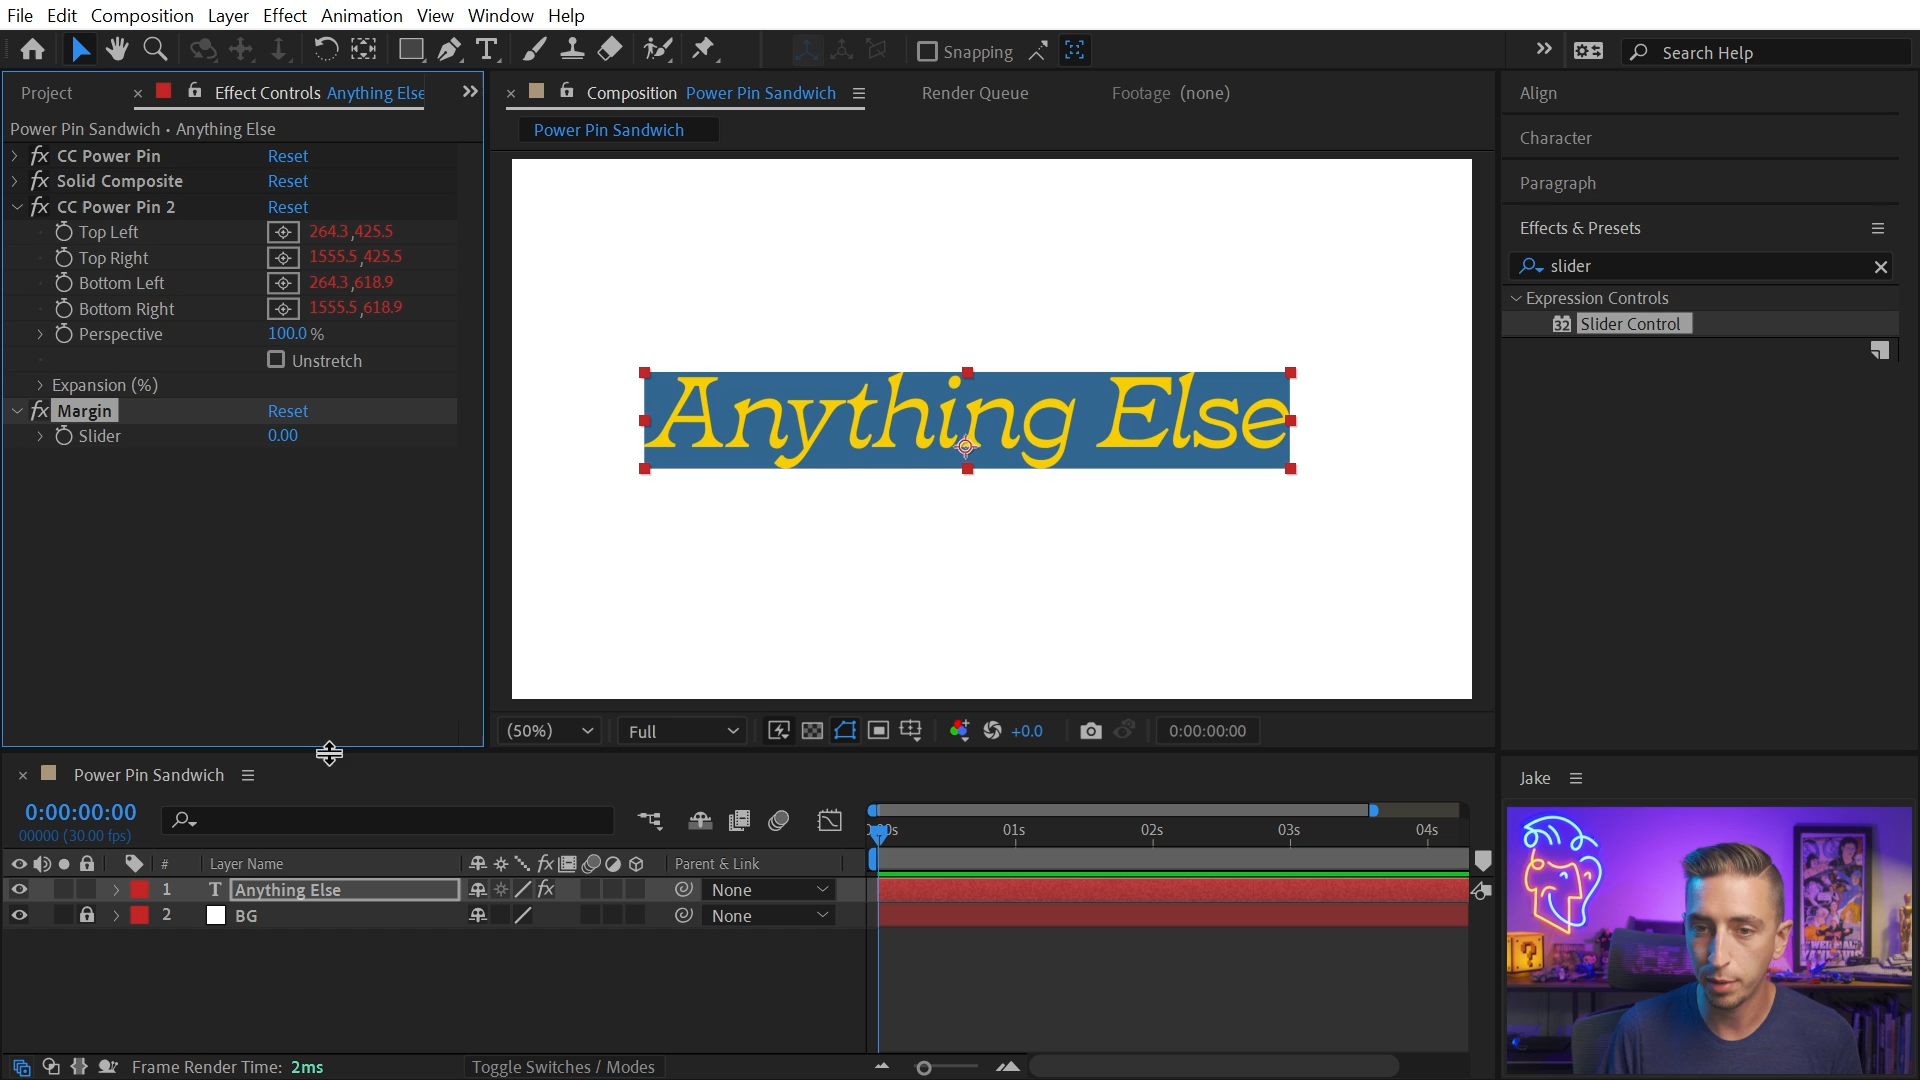 File Edit Composition Layer Effect Animation View Window Help
Snapping
Search Help
Project Effect Controls Anything Else
Power Pin Sandwich • Anything Else
fx CC Power Pin Reset
fx Solid Composite Reset
fx CC Power Pin 2 Reset
Top Left 264.3,425.5
Top Right 1555.5,425.5
Bottom Left 264.3,618.9
Bottom Right 1555.5,618.9
Perspective 100.0 %
Unstretch
Expansion (%)
fx Margin Reset
Slider 0.00
Composition Power Pin Sandwich Render Queue Footage (none)
Power Pin Sandwich
Anything Else
(50%) Full +0.0 0:00:00:00
Align
Character
Paragraph
Effects & Presets
slider
Expression Controls
32 Slider Control
Power Pin Sandwich
0:00:00:00
00000 (30.00 fps)
01s 02s 03s 04s
# Layer Name fx Parent & Link
1 T Anything Else fx None
2 BG None
Frame Render Time: 2ms Toggle Switches / Modes
Jake